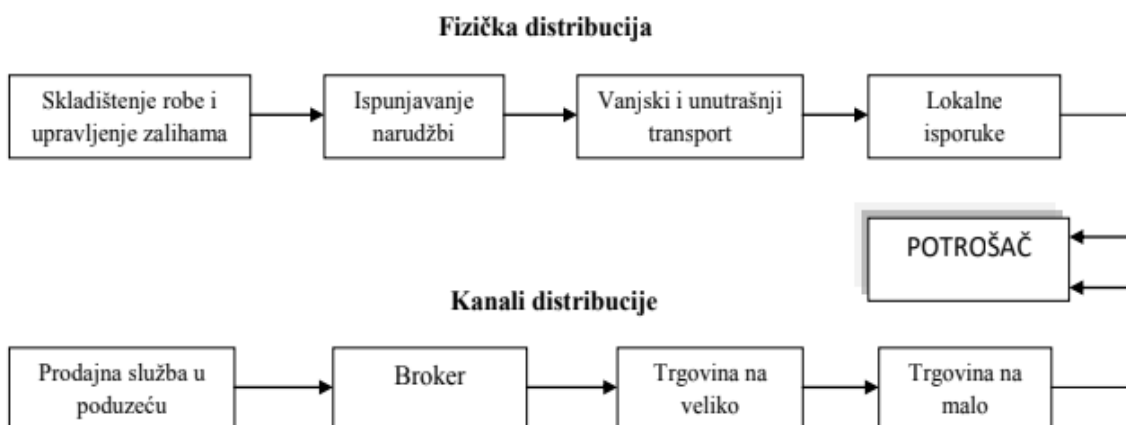 Fizička distribucija
Skladištenje robe i
upravljenje zalihama
Ispunjavanje
narudžbi
Vanjski i unutrašnji
transport
Lokalne
isporuke
POTROŠAČ
Kanali distribucije
Prodajna služba u
poduzeću
Broker
Trgovina na
veliko
Trgovina na
malo